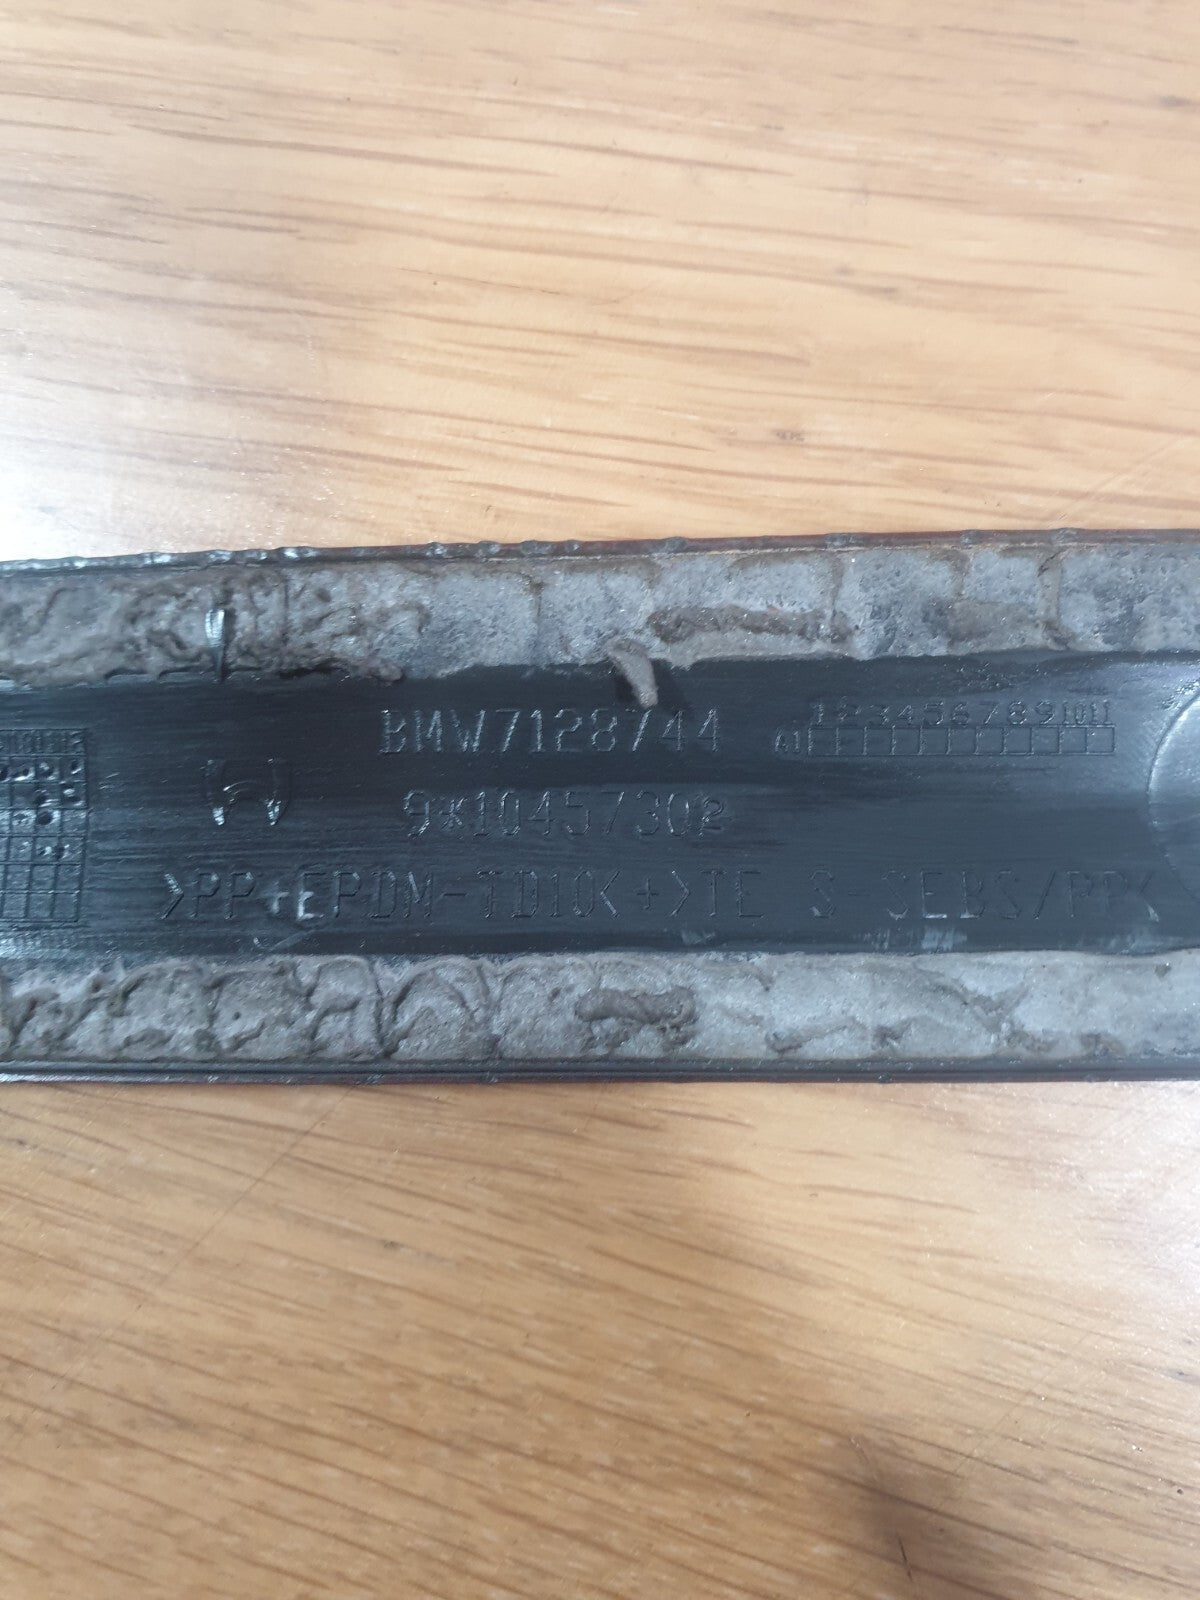 BMW7128744
1 2 3 4 5 6 7 8 9 10 11
9*1045730
>PP+EPDM-TD10<+>TE S-SEBS/PP<